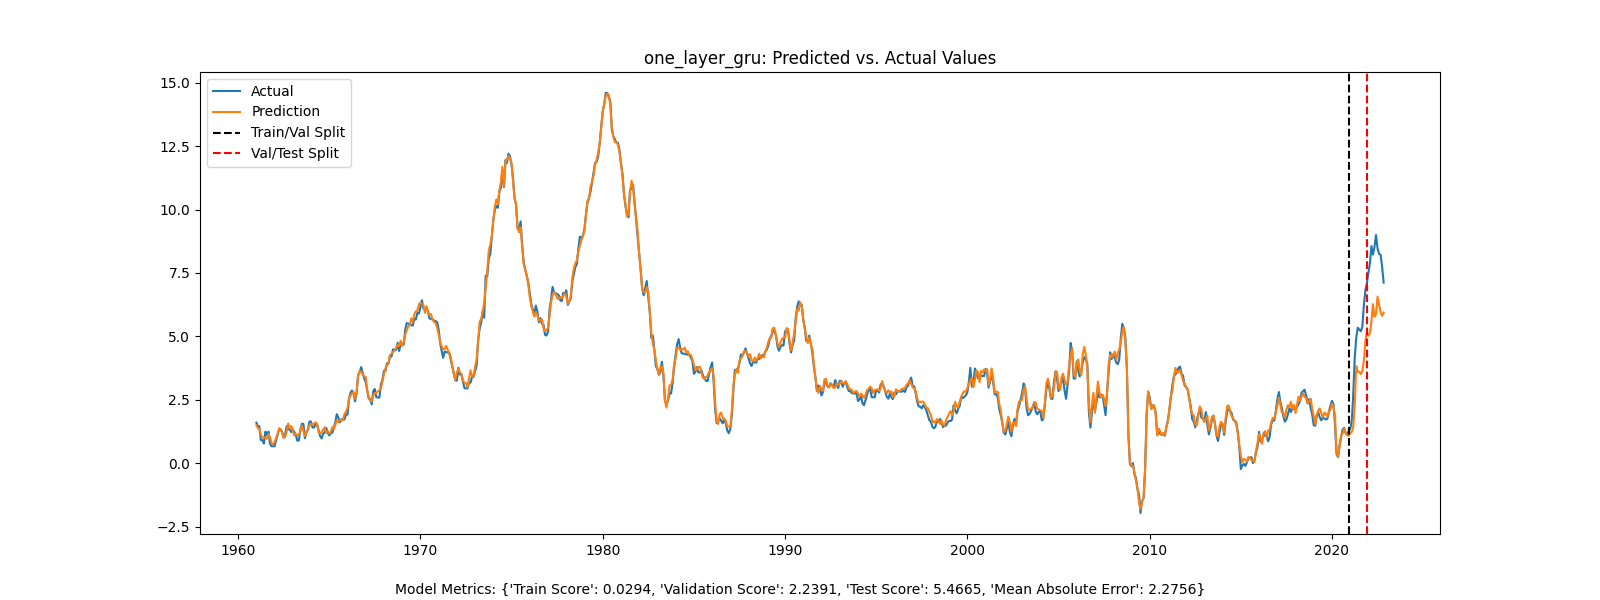 one_layer_gru: Predicted vs. Actual Values
15.0
12.5
10.0
7.5
5.0
2.5
0.0
−2.5
Actual
Prediction
Train/Val Split
Val/Test Split
1960 1970 1980 1990 2000 2010 2020
Model Metrics: {'Train Score': 0.0294, 'Validation Score': 2.2391, 'Test Score': 5.4665, 'Mean Absolute Error': 2.2756}